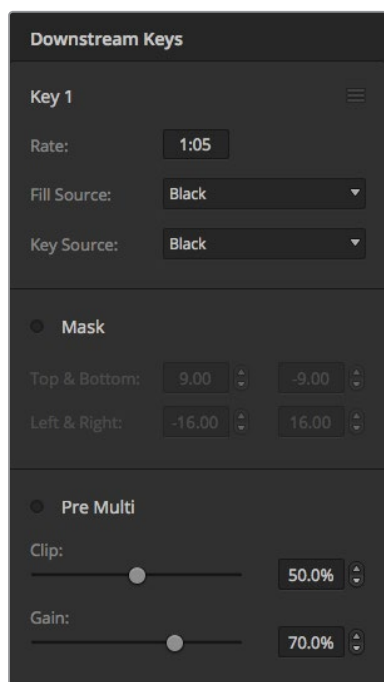 Downstream Keys
Key 1
Rate: 1:05
Fill Source: Black
Key Source: Black
Mask
Top & Bottom: 9.00 -9.00
Left & Right: -16.00 16.00
Pre Multi
Clip:
50.0%
Gain:
70.0%